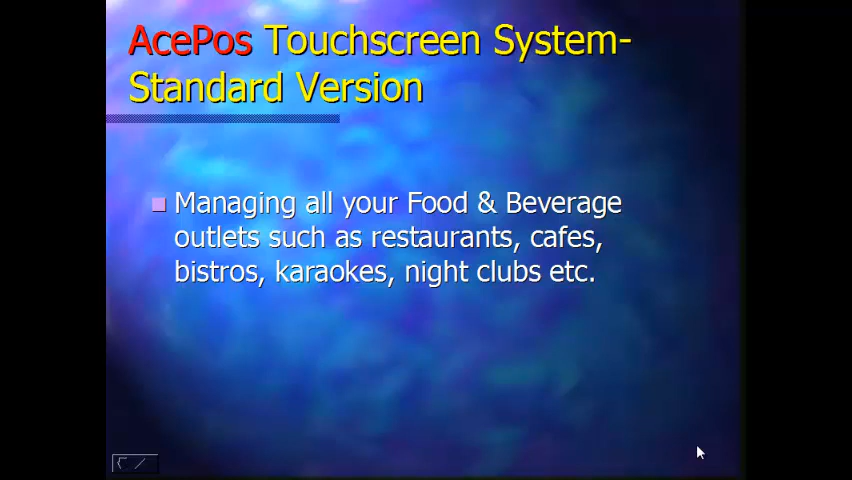 AcePos Touchscreen System-
Standard Version
Managing all your Food & Beverage
outlets such as restaurants, cafes,
bistros, karaokes, night clubs etc.